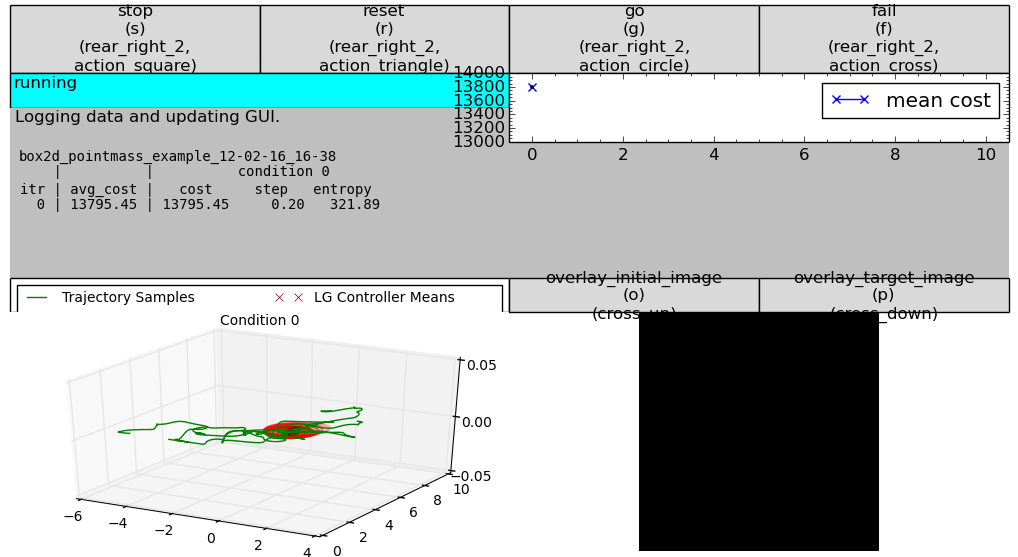 stop
(s)
(rear_right_2,
action_square)
reset
(r)
(rear_right_2,
action_triangle)
go
(g)
(rear_right_2,
action_circle)
fail
(f)
(rear_right_2,
action_cross)
running
Logging data and updating GUI.
box2d_pointmass_example_12-02-16_16-38
| | condition 0
itr | avg_cost | cost step entropy
0 | 13795.45 | 13795.45 0.20 321.89
14000
13800
13600
13400
13200
13000
mean cost
0 2 4 6 8 10
overlay_initial_image
(o)
(cross_up)
overlay_target_image
(p)
(cross_down)
Trajectory Samples
LG Controller Means
Condition 0
0.05
0.00
−0.05
−6 −4 −2 0 2 4
0 2 4 6 8 10